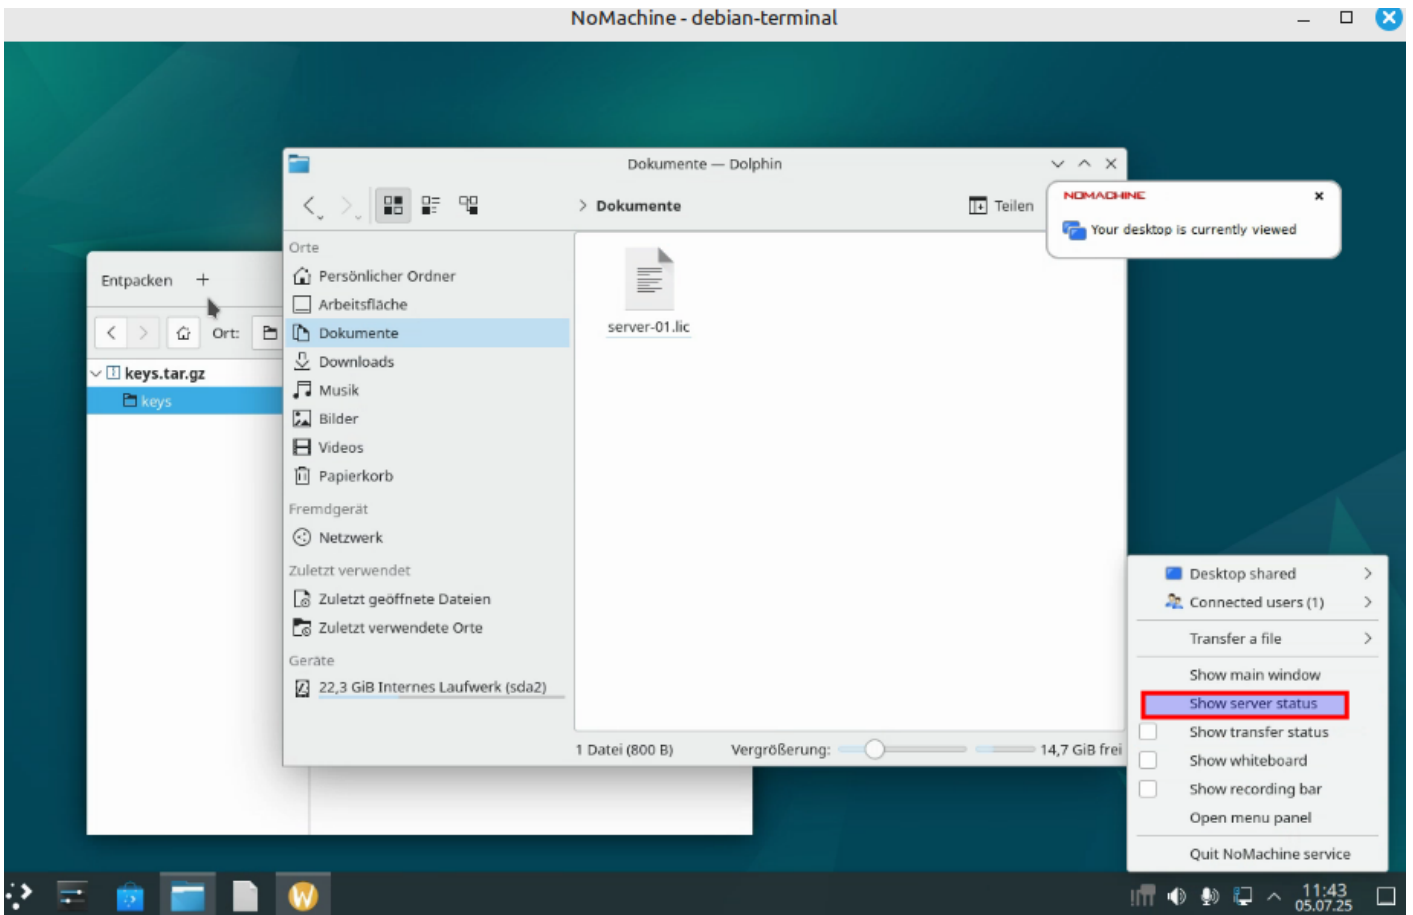 NoMachine - debian-terminal
Dokumente — Dolphin
Dokumente
Teilen
NOMACHINE
Your desktop is currently viewed
Entpacken
Ort:
keys.tar.gz
keys
Orte
Persönlicher Ordner
Arbeitsfläche
Dokumente
Downloads
Musik
Bilder
Videos
Papierkorb
Fremdgerät
Netzwerk
Zuletzt verwendet
Zuletzt geöffnete Dateien
Zuletzt verwendete Orte
Geräte
22,3 GiB Internes Laufwerk (sda2)
server-01.lic
1 Datei (800 B)
Vergrößerung:
14,7 GiB frei
Desktop shared
Connected users (1)
Transfer a file
Show main window
Show server status
Show transfer status
Show whiteboard
Show recording bar
Open menu panel
Quit NoMachine service
11:43
05.07.25